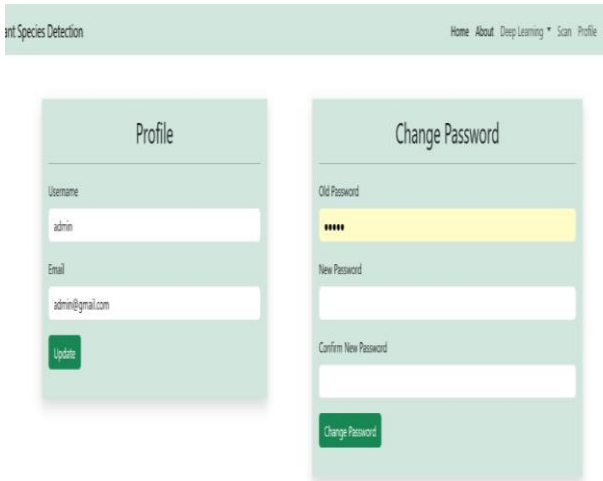 ant Species Detection
Home About Deep Learning Scan Profile
Profile
Username
admin
Email
admin@gmail.com
Update
Change Password
Old Password
•••••
New Password
Confirm New Password
Change Password